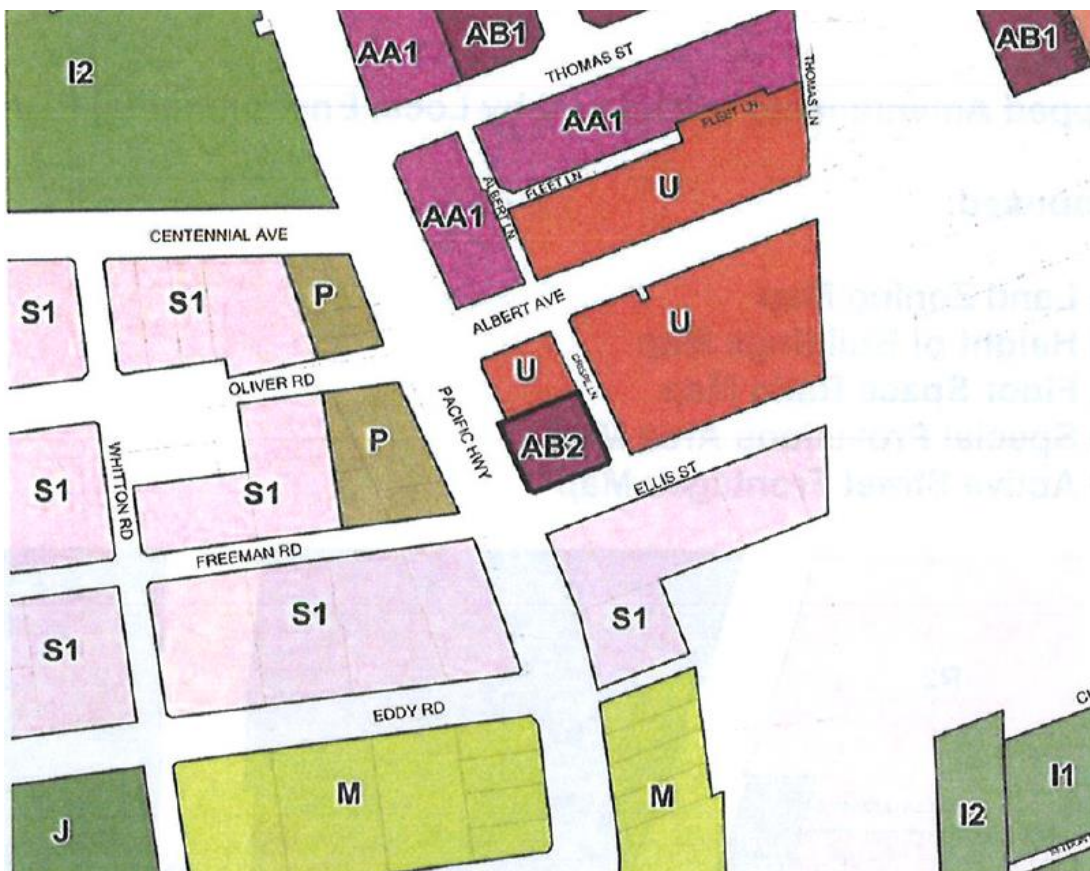 I2
AA1
AB1
THOMAS ST
AB1
THOMAS LN
AA1
FLEET LN
AA1
ALBERT LN
FLEET LN
U
CENTENNIAL AVE
S1
S1
P
ALBERT AVE
U
OLIVER RD
U
CRISPE LN
PACIFIC HWY
P
AB2
ELLIS ST
S1
WHITTON RD
S1
FREEMAN RD
S1
S1
S1
EDDY RD
M
M
J
I2
I1